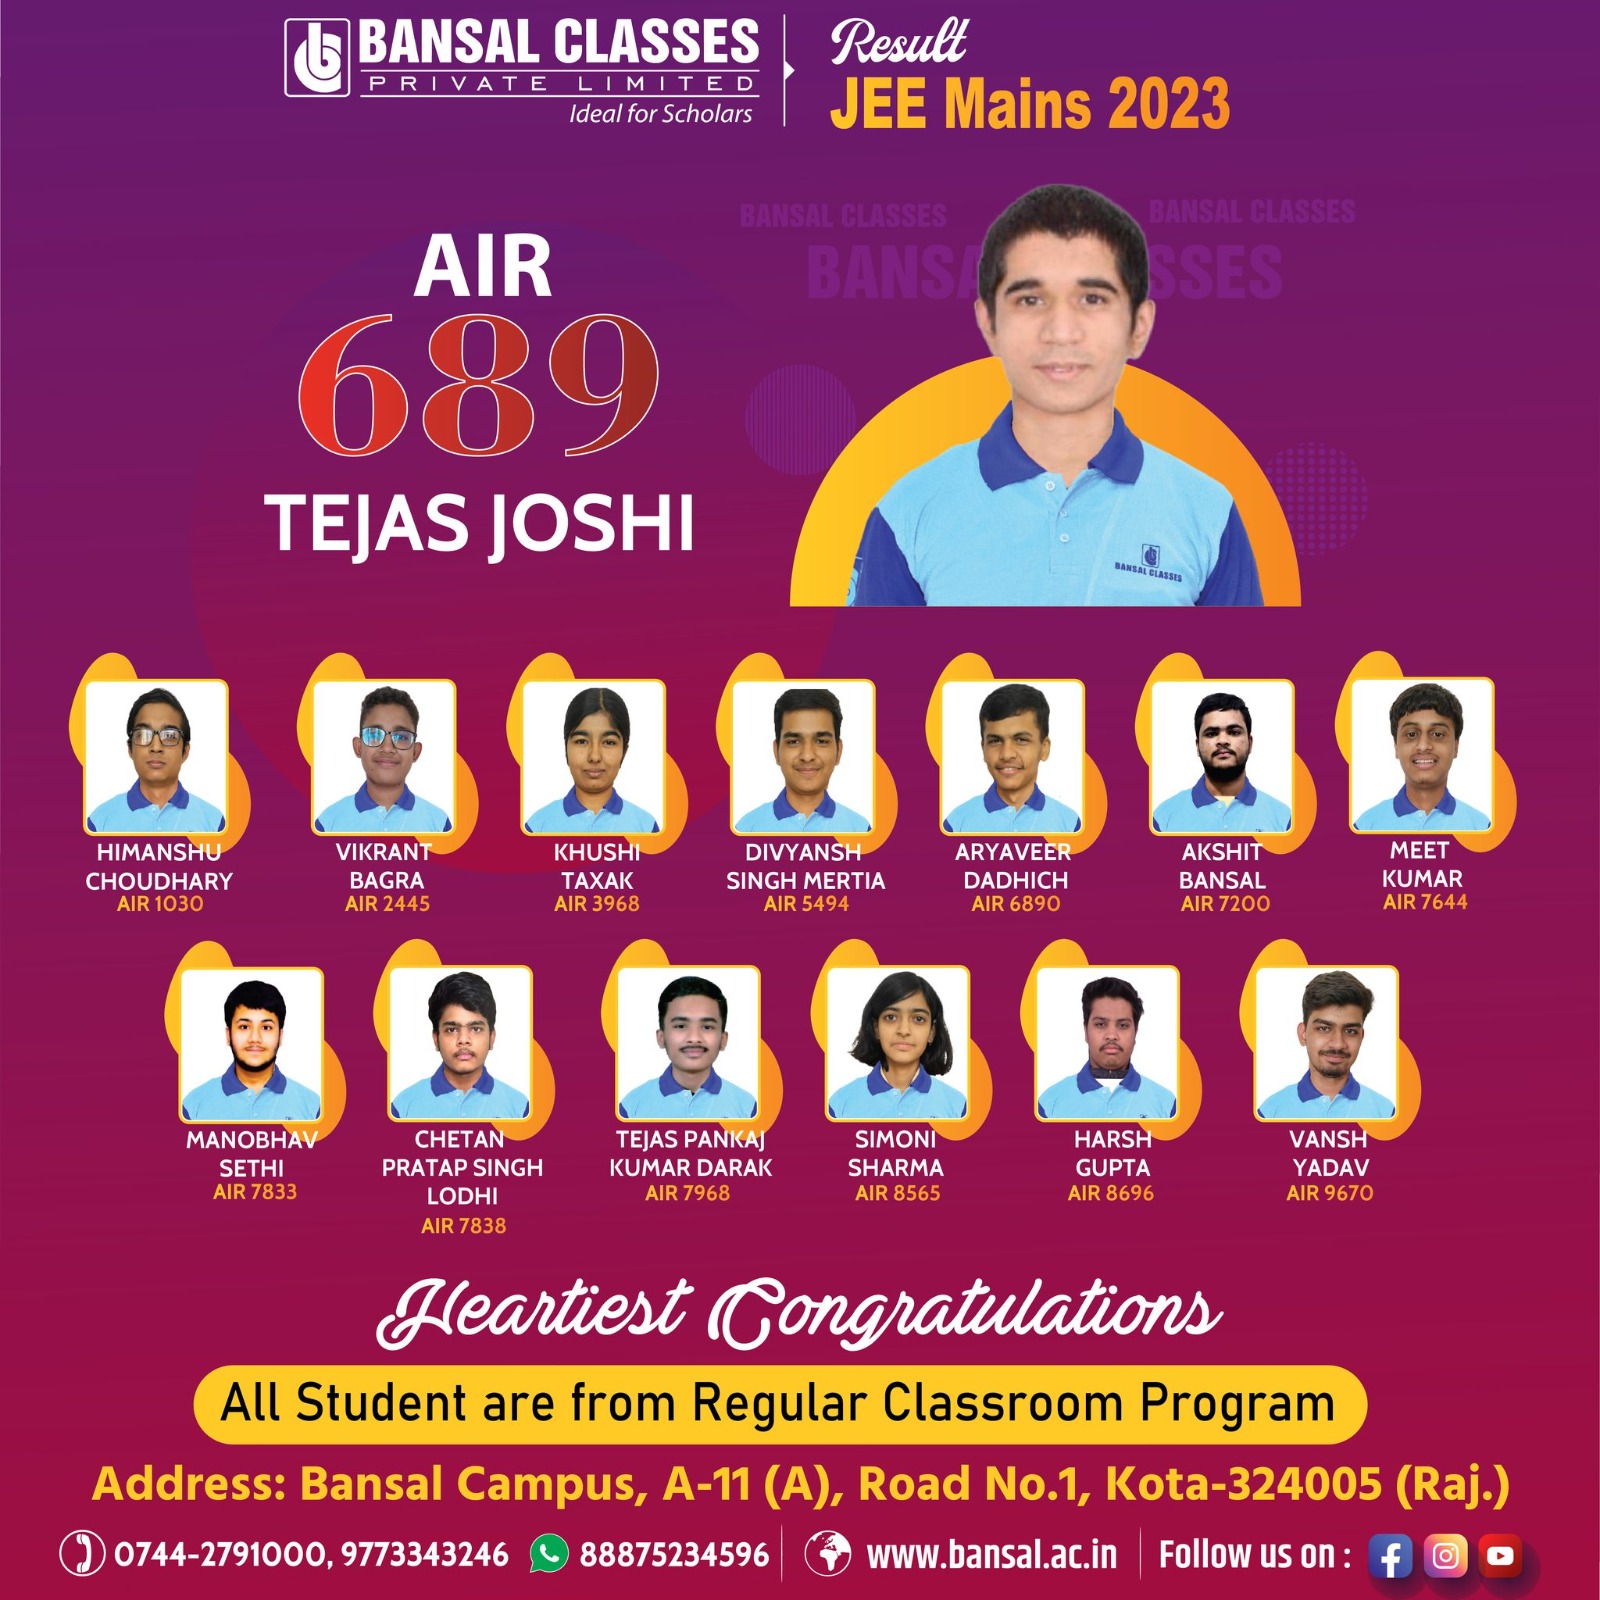 BANSAL CLASSES
PRIVATE LIMITED
Ideal for Scholars
Result
JEE Mains 2023
BANSAL CLASSES
BANSAL CLASSES
AIR
689
TEJAS JOSHI
BANSAL CLASSES
HIMANSHU
CHOUDHARY
AIR 1030
VIKRANT
BAGRA
AIR 2445
KHUSHI
TAXAK
AIR 3968
DIVYANSH
SINGH MERTIA
AIR 5494
ARYAVEER
DADHICH
AIR 6890
AKSHIT
BANSAL
AIR 7200
MEET
KUMAR
AIR 7644
MANOBHAV
SETHI
AIR 7833
CHETAN
PRATAP SINGH
LODHI
AIR 7838
TEJAS PANKAJ
KUMAR DARAK
AIR 7968
SIMONI
SHARMA
AIR 8565
HARSH
GUPTA
AIR 8696
VANSH
YADAV
AIR 9670
Heartiest Congratulations
All Student are from Regular Classroom Program
Address: Bansal Campus, A-11 (A), Road No.1, Kota-324005 (Raj.)
0744-2791000, 9773343246 88875234596 www.bansal.ac.in Follow us on :